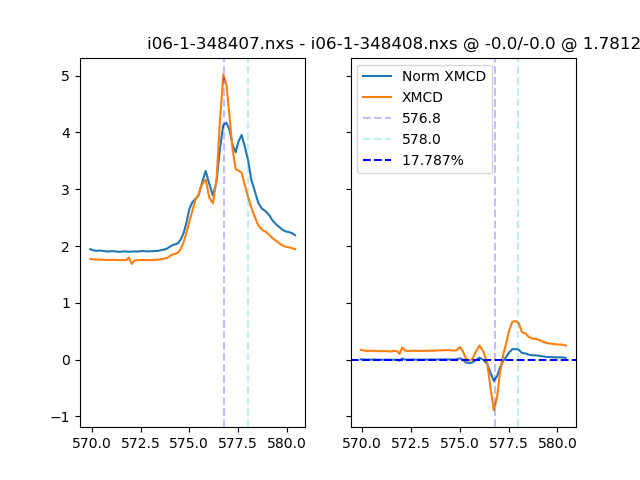 i06-1-348407.nxs - i06-1-348408.nxs @ -0.0/-0.0 @ 1.7812
5
4
3
2
1
0
−1
570.0 572.5 575.0 577.5 580.0
Norm XMCD
XMCD
576.8
578.0
17.787%
570.0 572.5 575.0 577.5 580.0